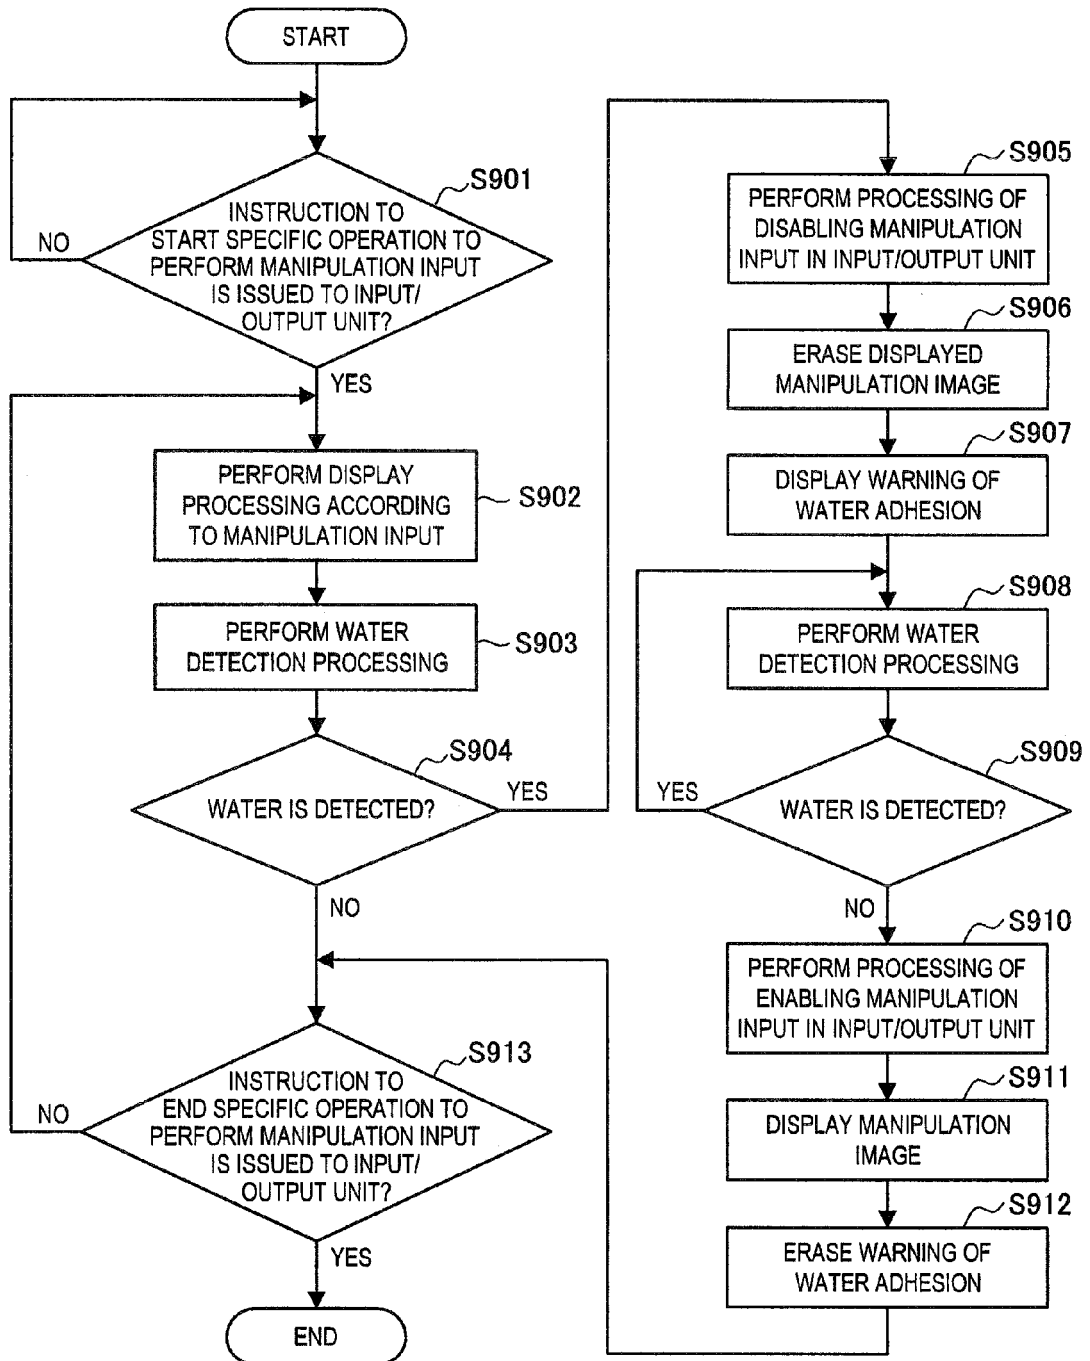 START
S901
INSTRUCTION TO
START SPECIFIC OPERATION TO
PERFORM MANIPULATION INPUT
IS ISSUED TO INPUT/
OUTPUT UNIT?
NO
YES
PERFORM DISPLAY
PROCESSING ACCORDING
TO MANIPULATION INPUT
S902
PERFORM WATER
DETECTION PROCESSING
S903
S904
WATER IS DETECTED?
YES
NO
S913
INSTRUCTION TO
END SPECIFIC OPERATION TO
PERFORM MANIPULATION INPUT
IS ISSUED TO INPUT/
OUTPUT UNIT?
NO
YES
END
S905
PERFORM PROCESSING OF
DISABLING MANIPULATION
INPUT IN INPUT/OUTPUT UNIT
S906
ERASE DISPLAYED
MANIPULATION IMAGE
S907
DISPLAY WARNING OF
WATER ADHESION
S908
PERFORM WATER
DETECTION PROCESSING
S909
WATER IS DETECTED?
YES
NO
S910
PERFORM PROCESSING OF
ENABLING MANIPULATION
INPUT IN INPUT/OUTPUT UNIT
S911
DISPLAY MANIPULATION
IMAGE
S912
ERASE WARNING OF
WATER ADHESION